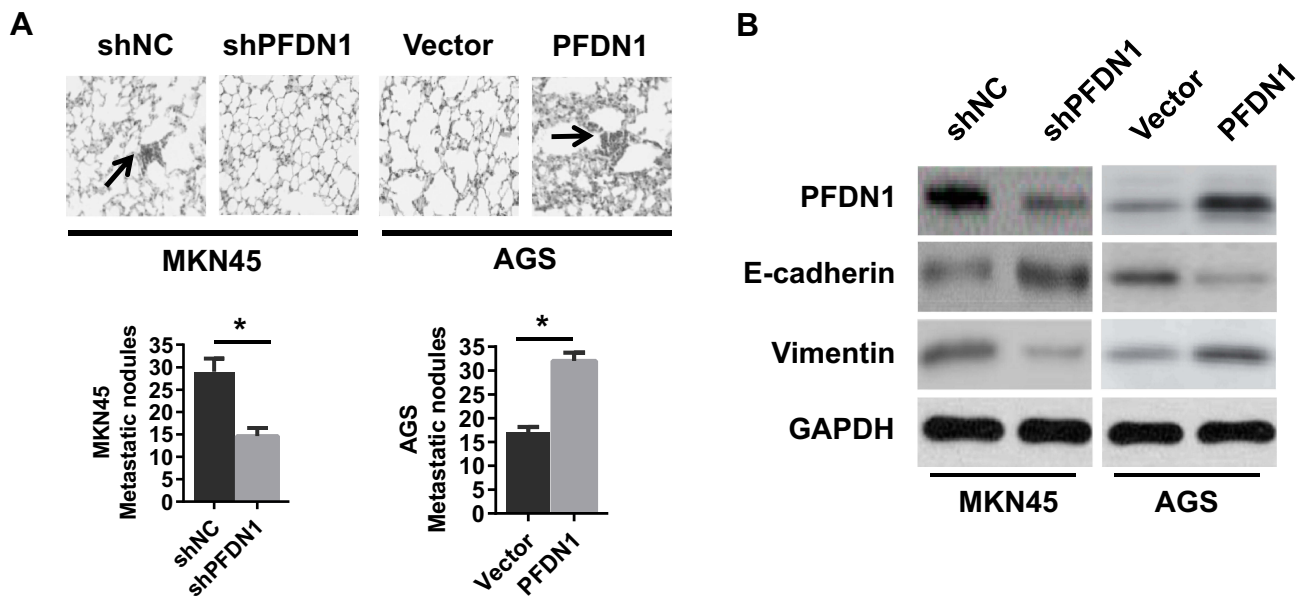 A
shNC shPFDN1 Vector PFDN1
MKN45 AGS
MKN45
Metastatic nodules
35
30
25
20
15
10
5
0
*
shNC
shPFDN1
AGS
Metastatic nodules
35
30
25
20
15
10
5
0
*
Vector
PFDN1
B
shNC shPFDN1 Vector PFDN1
PFDN1
E-cadherin
Vimentin
GAPDH
MKN45 AGS